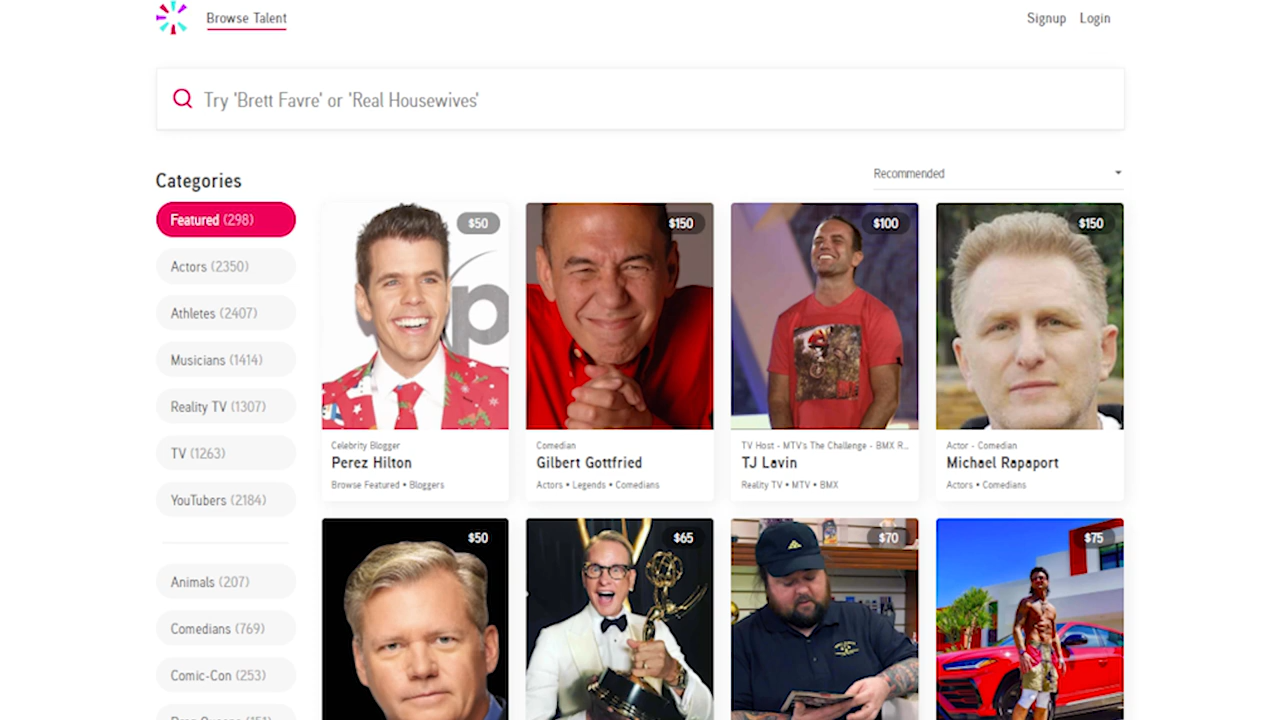 Browse Talent
Signup Login
Try 'Brett Favre' or 'Real Housewives'
Categories
Recommended
Featured (298)
Actors (2350)
Athletes (2407)
Musicians (1414)
Reality TV (1307)
TV (1263)
YouTubers (2184)
Animals (207)
Comedians (769)
Comic-Con (253)
Drag Queens (151)
$50
Celebrity Blogger
Perez Hilton
Browse Featured • Bloggers
$150
Comedian
Gilbert Gottfried
Actors • Legends • Comedians
$100
TV Host - MTV's The Challenge - BMX R...
TJ Lavin
Reality TV • MTV • BMX
$150
Actor - Comedian
Michael Rapaport
Actors • Comedians
$50
$65
$70
$75